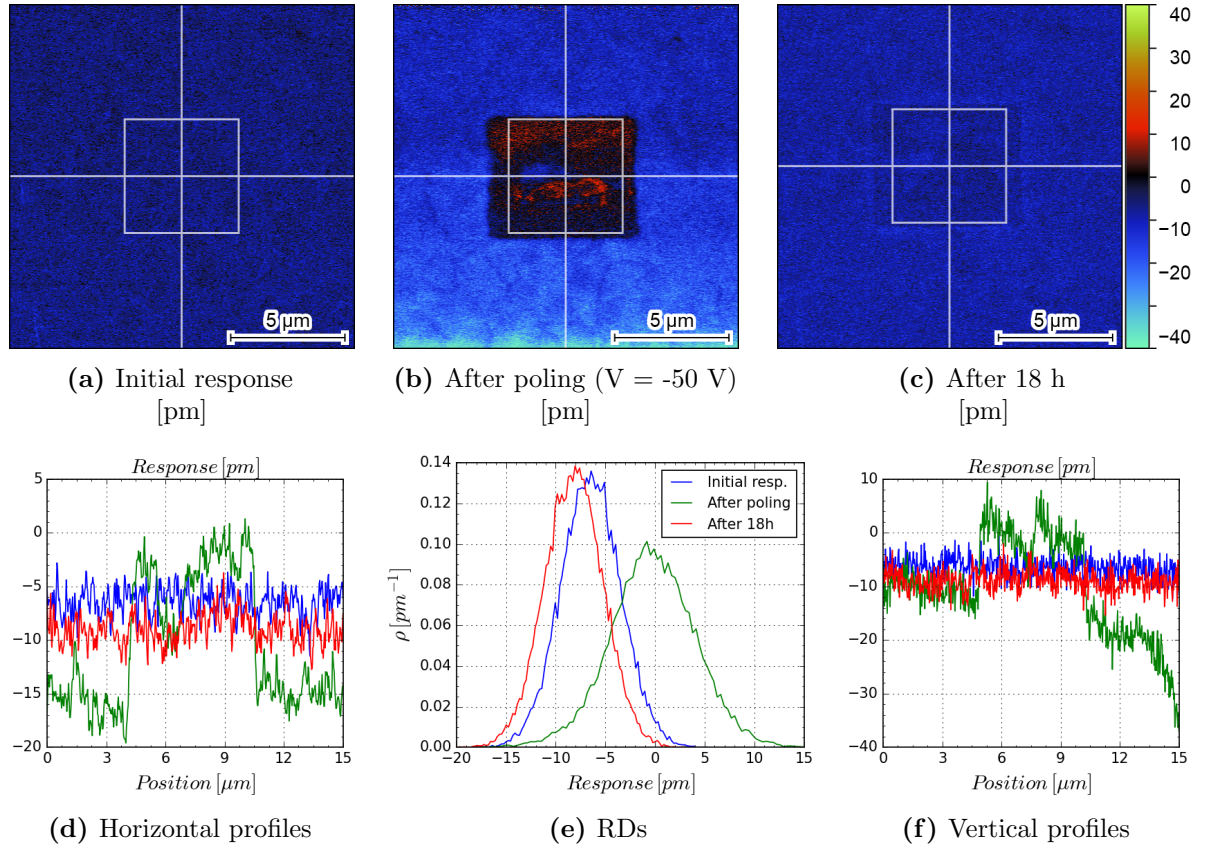 5 μm
5 μm
5 μm
40
20
10
0
−10
−20
−40
(a) Initial response
[pm]
(b) After poling (V = -50 V)
[pm]
(c) After 18 h
[pm]
Response [pm]
5
0
−5
−10
−15
−20
0 3 6 9 12 15
Position [μm]
(d) Horizontal profiles
0.14
0.12
0.10
0.08
0.06
0.04
0.02
0.00
ρ [pm⁻¹]
Initial resp.
After poling
After 18h
−20 −15 −10 −5 0 5 10 15
Response [pm]
(e) RDs
Response [pm]
10
0
−10
−20
−30
−40
0 3 6 9 12 15
Position [μm]
(f) Vertical profiles